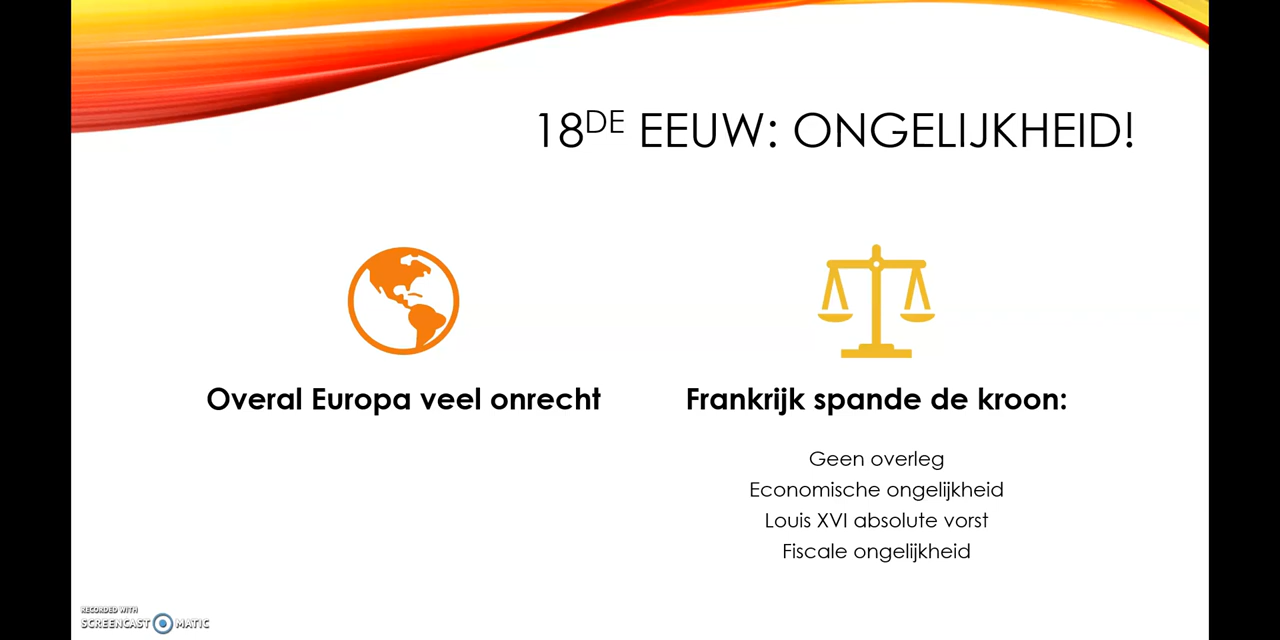 18DE EEUW: ONGELIJKHEID!
Overal Europa veel onrecht
Frankrijk spande de kroon:
Geen overleg
Economische ongelijkheid
Louis XVI absolute vorst
Fiscale ongelijkheid
RECORDED WITH
SCREENCAST MATIC